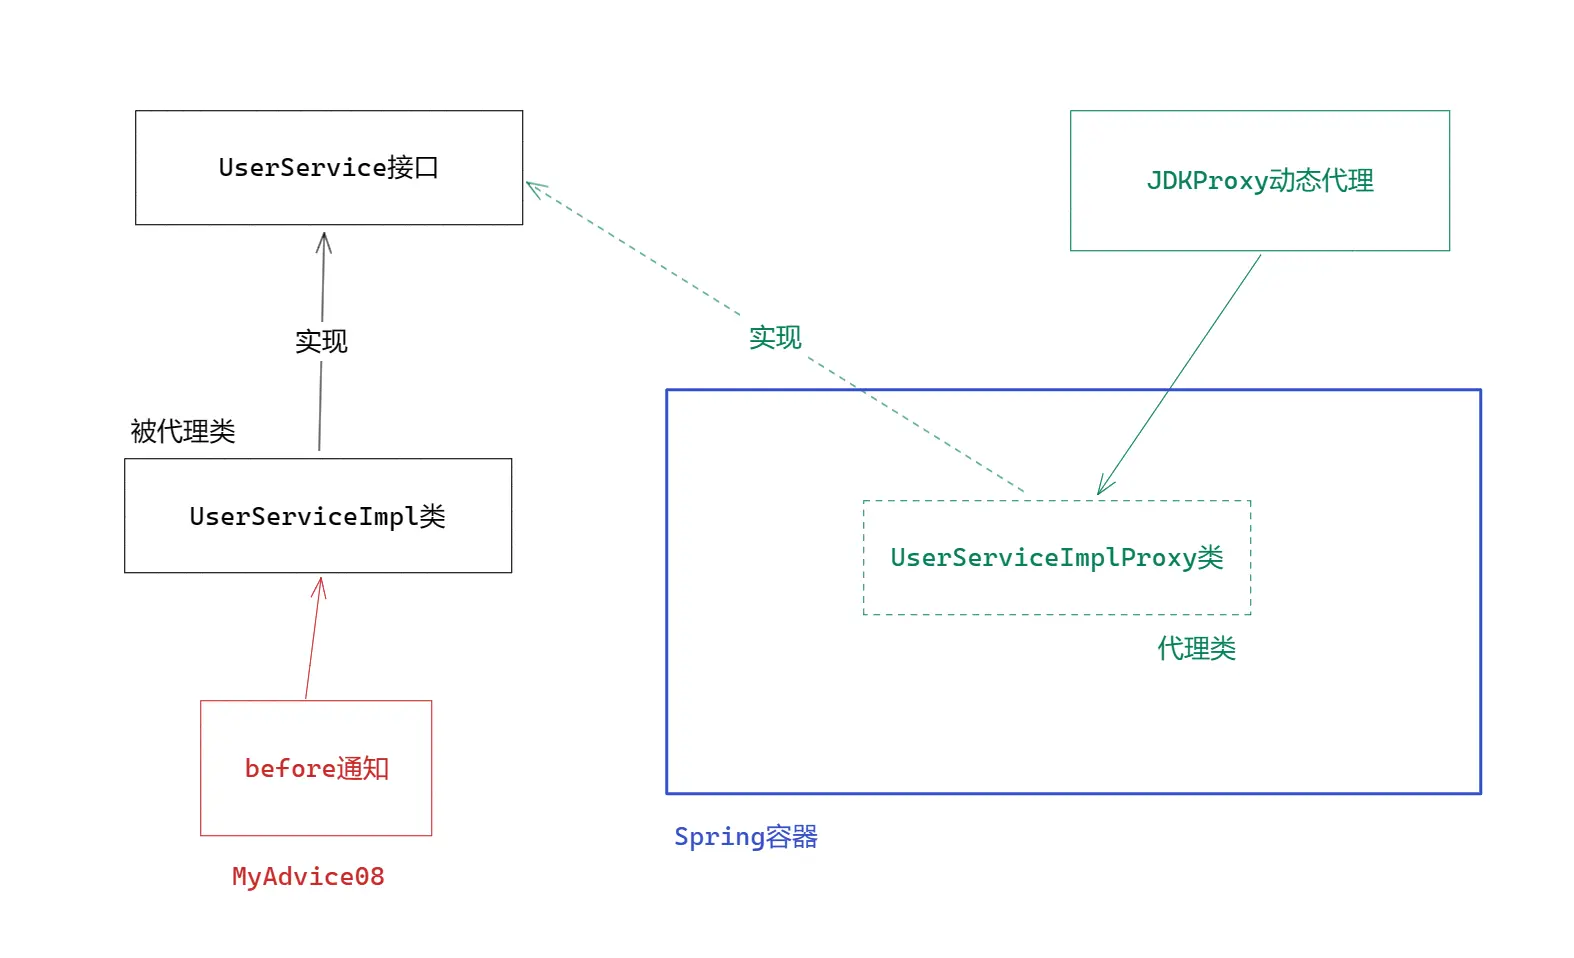 UserService接口
JDKProxy动态代理
实现
实现
被代理类
UserServiceImpl类
UserServiceImplProxy类
代理类
before通知
Spring容器
MyAdvice08